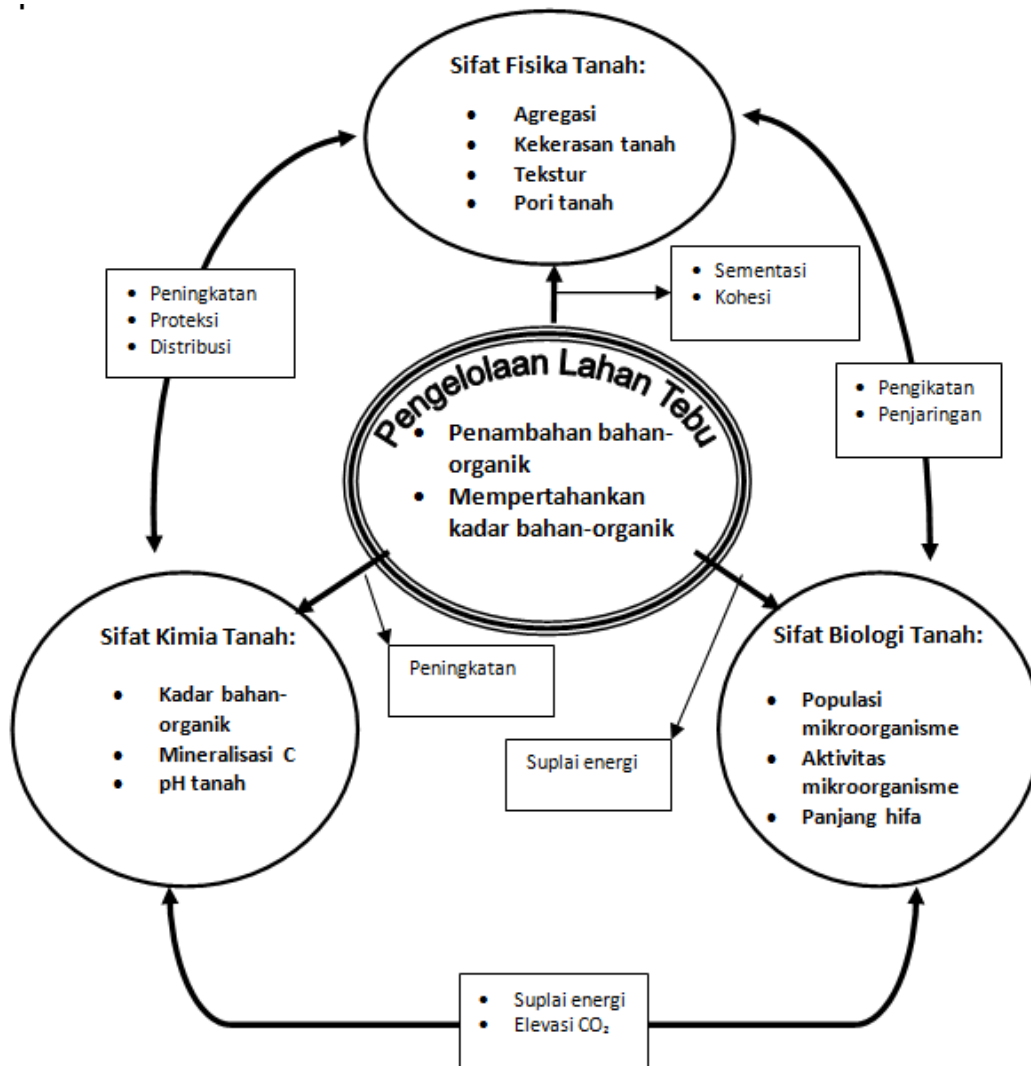 Sifat Fisika Tanah:
• Agregasi
• Kekerasan tanah
• Tekstur
• Pori tanah
• Sementasi
• Kohesi
• Peningkatan
• Proteksi
• Distribusi
• Pengikatan
• Penjaringan
Pengelolaan Lahan Tebu
• Penambahan bahan-
organik
• Mempertahankan
kadar bahan-organik
Sifat Kimia Tanah:
• Kadar bahan-
organik
• Mineralisasi C
• pH tanah
Peningkatan
Suplai energi
Sifat Biologi Tanah:
• Populasi
mikroorganisme
• Aktivitas
mikroorganisme
• Panjang hifa
• Suplai energi
• Elevasi CO₂